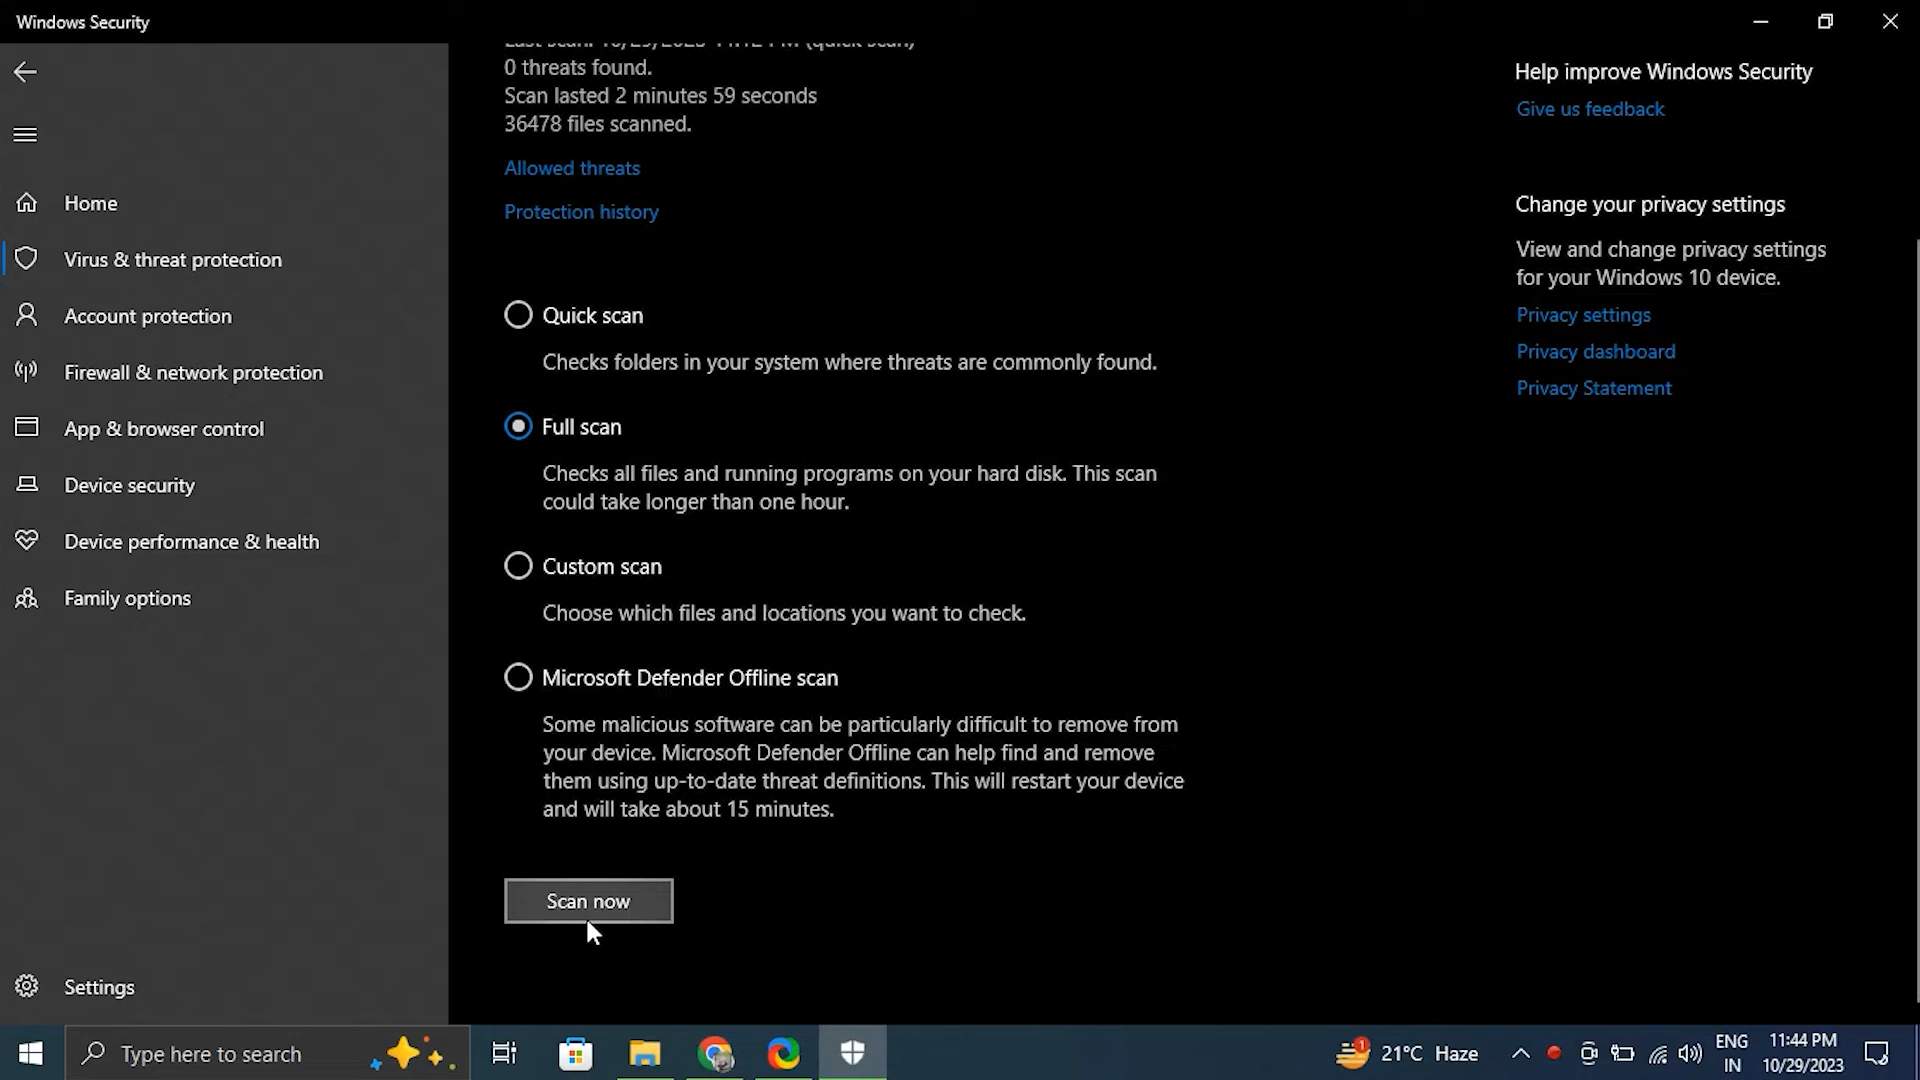 Windows Security
0 threats found.
Scan lasted 2 minutes 59 seconds
36478 files scanned.
Allowed threats
Protection history
Home
Virus & threat protection
Account protection
Firewall & network protection
App & browser control
Device security
Device performance & health
Family options
Settings
Quick scan
Checks folders in your system where threats are commonly found.
Full scan
Checks all files and running programs on your hard disk. This scan
could take longer than one hour.
Custom scan
Choose which files and locations you want to check.
Microsoft Defender Offline scan
Some malicious software can be particularly difficult to remove from
your device. Microsoft Defender Offline can help find and remove
them using up-to-date threat definitions. This will restart your device
and will take about 15 minutes.
Scan now
Help improve Windows Security
Give us feedback
Change your privacy settings
View and change privacy settings
for your Windows 10 device.
Privacy settings
Privacy dashboard
Privacy Statement
Type here to search
1
21°C Haze
ENG
IN
11:44 PM
10/29/2023